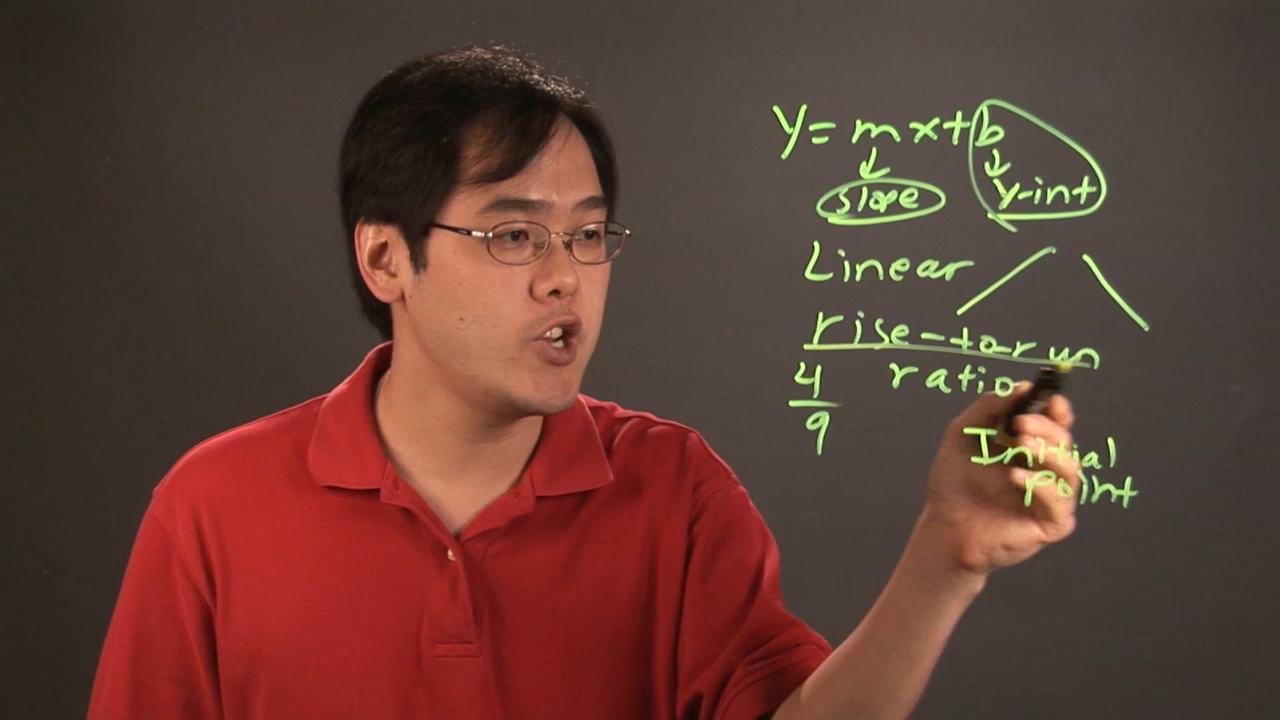 y = mx + b
slope y-int
Linear
rise-to-run
4 ratio
9
Initial
point